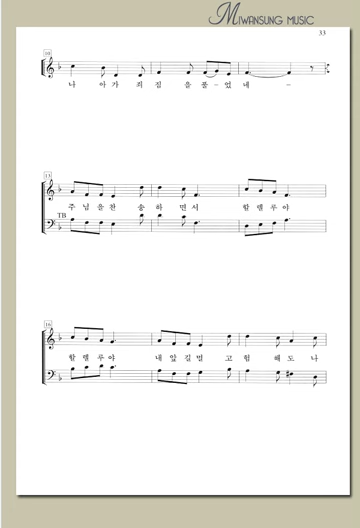 MIWANSUNG MUSIC
33
10
나 아가 죄 짐 을 풀- 었 네 -
13
주 님 을 찬 송 하 면 서 할 렐 루 야
TB
16
할 렐 루 야 내 앞 길 멀 고 험 해 도 나